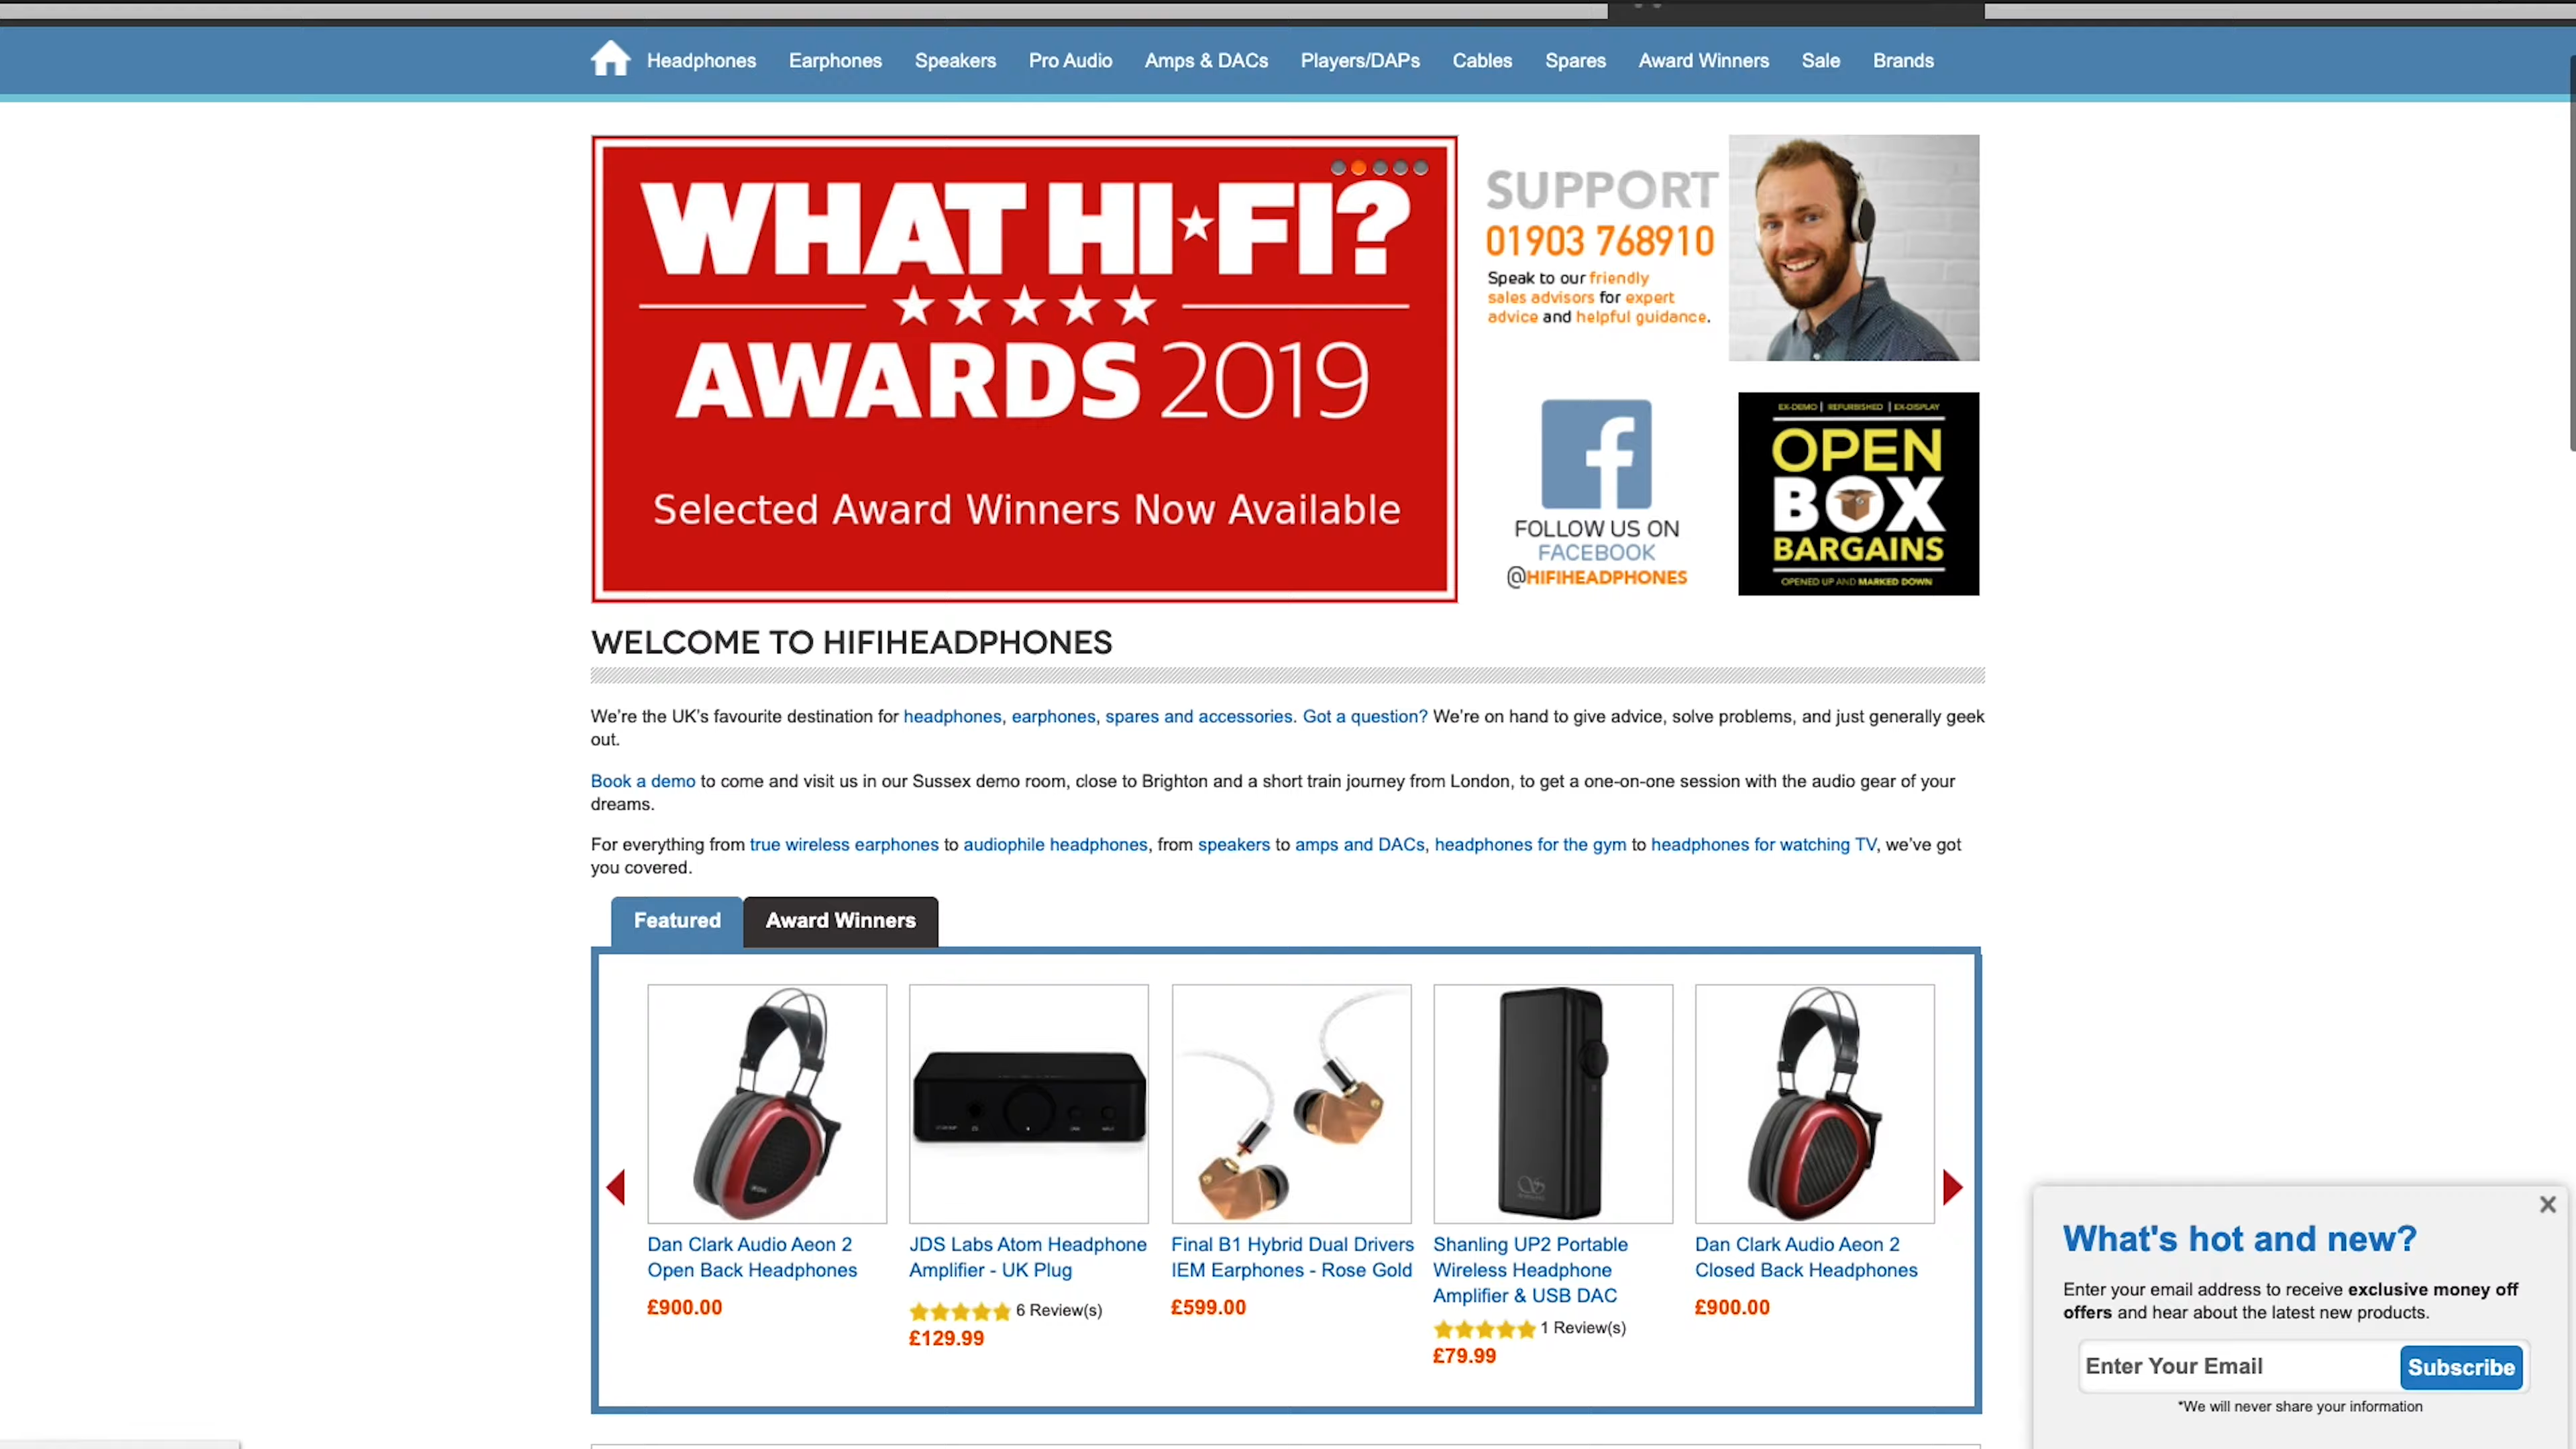 Headphones Earphones Speakers Pro Audio Amps & DACs Players/DAPs Cables Spares Award Winners Sale Brands
WHAT HI★FI?
AWARDS 2019
Selected Award Winners Now Available
SUPPORT
01903 768910
Speak to our friendly
sales advisors for expert
advice and helpful guidance.
FOLLOW US ON
FACEBOOK
@HIFIHEADPHONES
EX-DEMO | REFURBISHED | EX-DISPLAY
OPEN
BOX
BARGAINS
OPENED UP AND MARKED DOWN
WELCOME TO HIFIHEADPHONES
We're the UK's favourite destination for headphones, earphones, spares and accessories. Got a question? We're on hand to give advice, solve problems, and just generally geek
out.
Book a demo to come and visit us in our Sussex demo room, close to Brighton and a short train journey from London, to get a one-on-one session with the audio gear of your
dreams.
For everything from true wireless earphones to audiophile headphones, from speakers to amps and DACs, headphones for the gym to headphones for watching TV, we've got
you covered.
Featured Award Winners
Dan Clark Audio Aeon 2
Open Back Headphones
£900.00
JDS Labs Atom Headphone
Amplifier - UK Plug
6 Review(s)
£129.99
Final B1 Hybrid Dual Drivers
IEM Earphones - Rose Gold
£599.00
Shanling UP2 Portable
Wireless Headphone
Amplifier & USB DAC
1 Review(s)
£79.99
Dan Clark Audio Aeon 2
Closed Back Headphones
£900.00
What's hot and new?
Enter your email address to receive exclusive money off
offers and hear about the latest new products.
Enter Your Email Subscribe
*We will never share your information